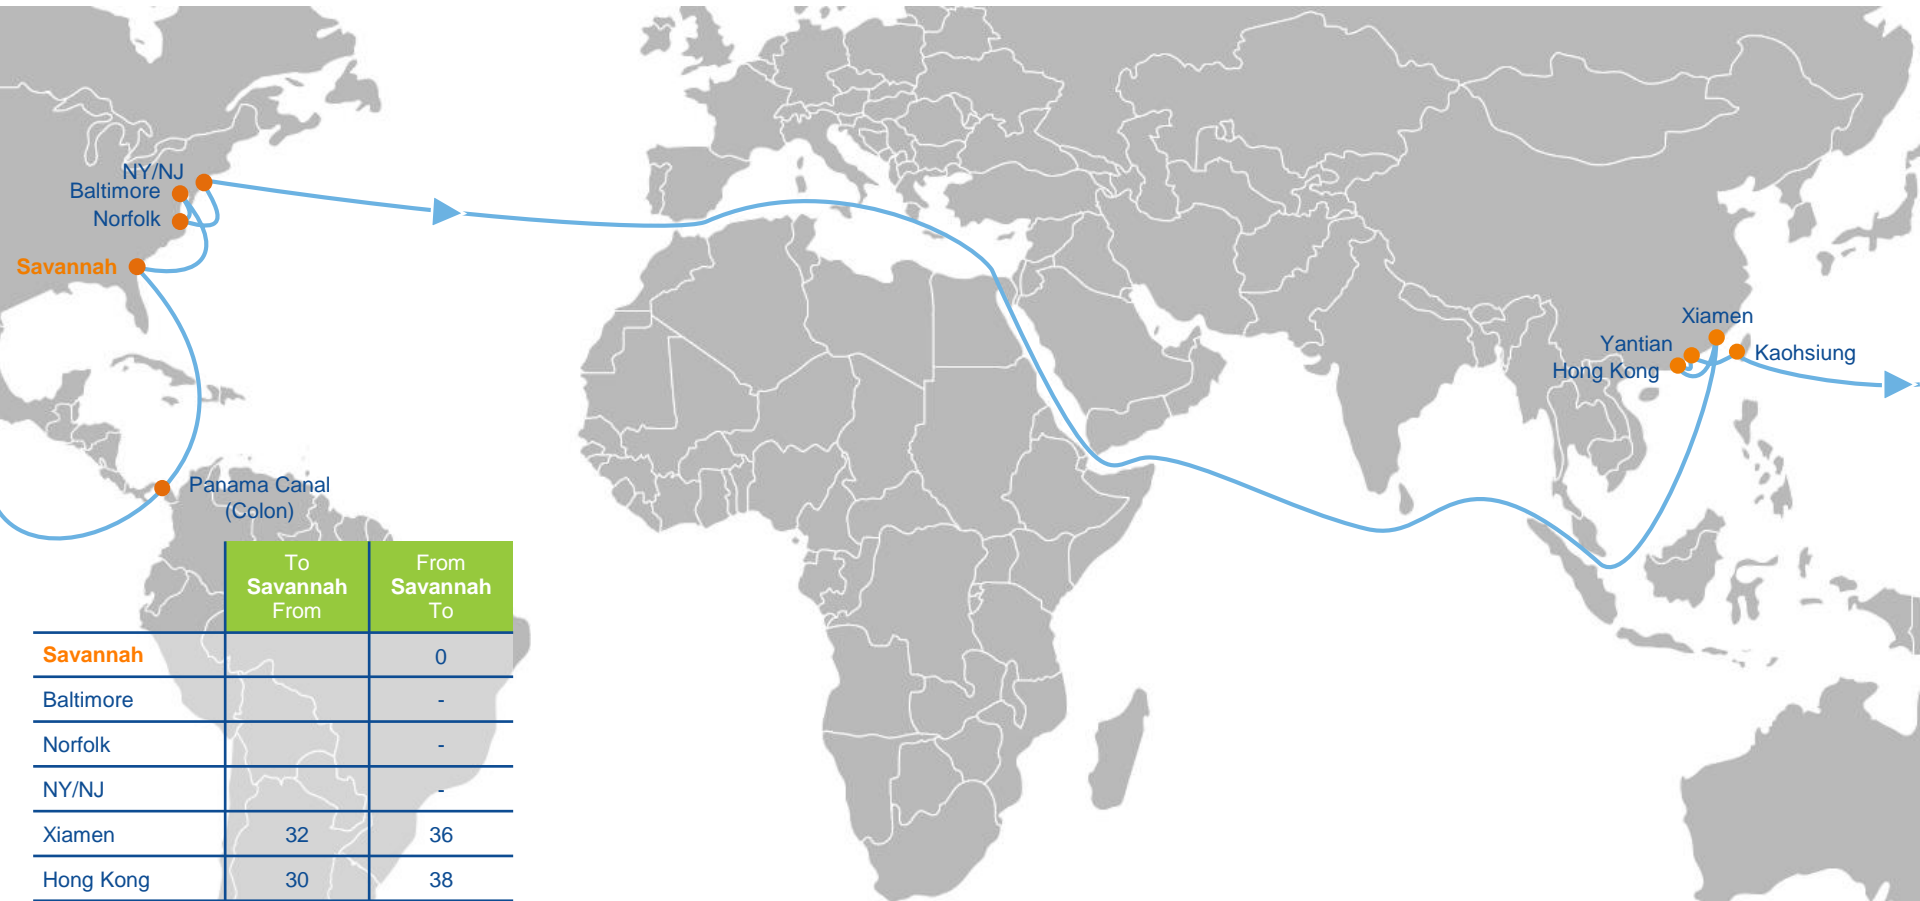 NY/NJ
Baltimore
Norfolk
Savannah
Panama Canal
(Colon)
Xiamen
Yantian
Hong Kong
Kaohsiung
To Savannah From
From Savannah To
Savannah 0
Baltimore -
Norfolk -
NY/NJ -
Xiamen 32 36
Hong Kong 30 38